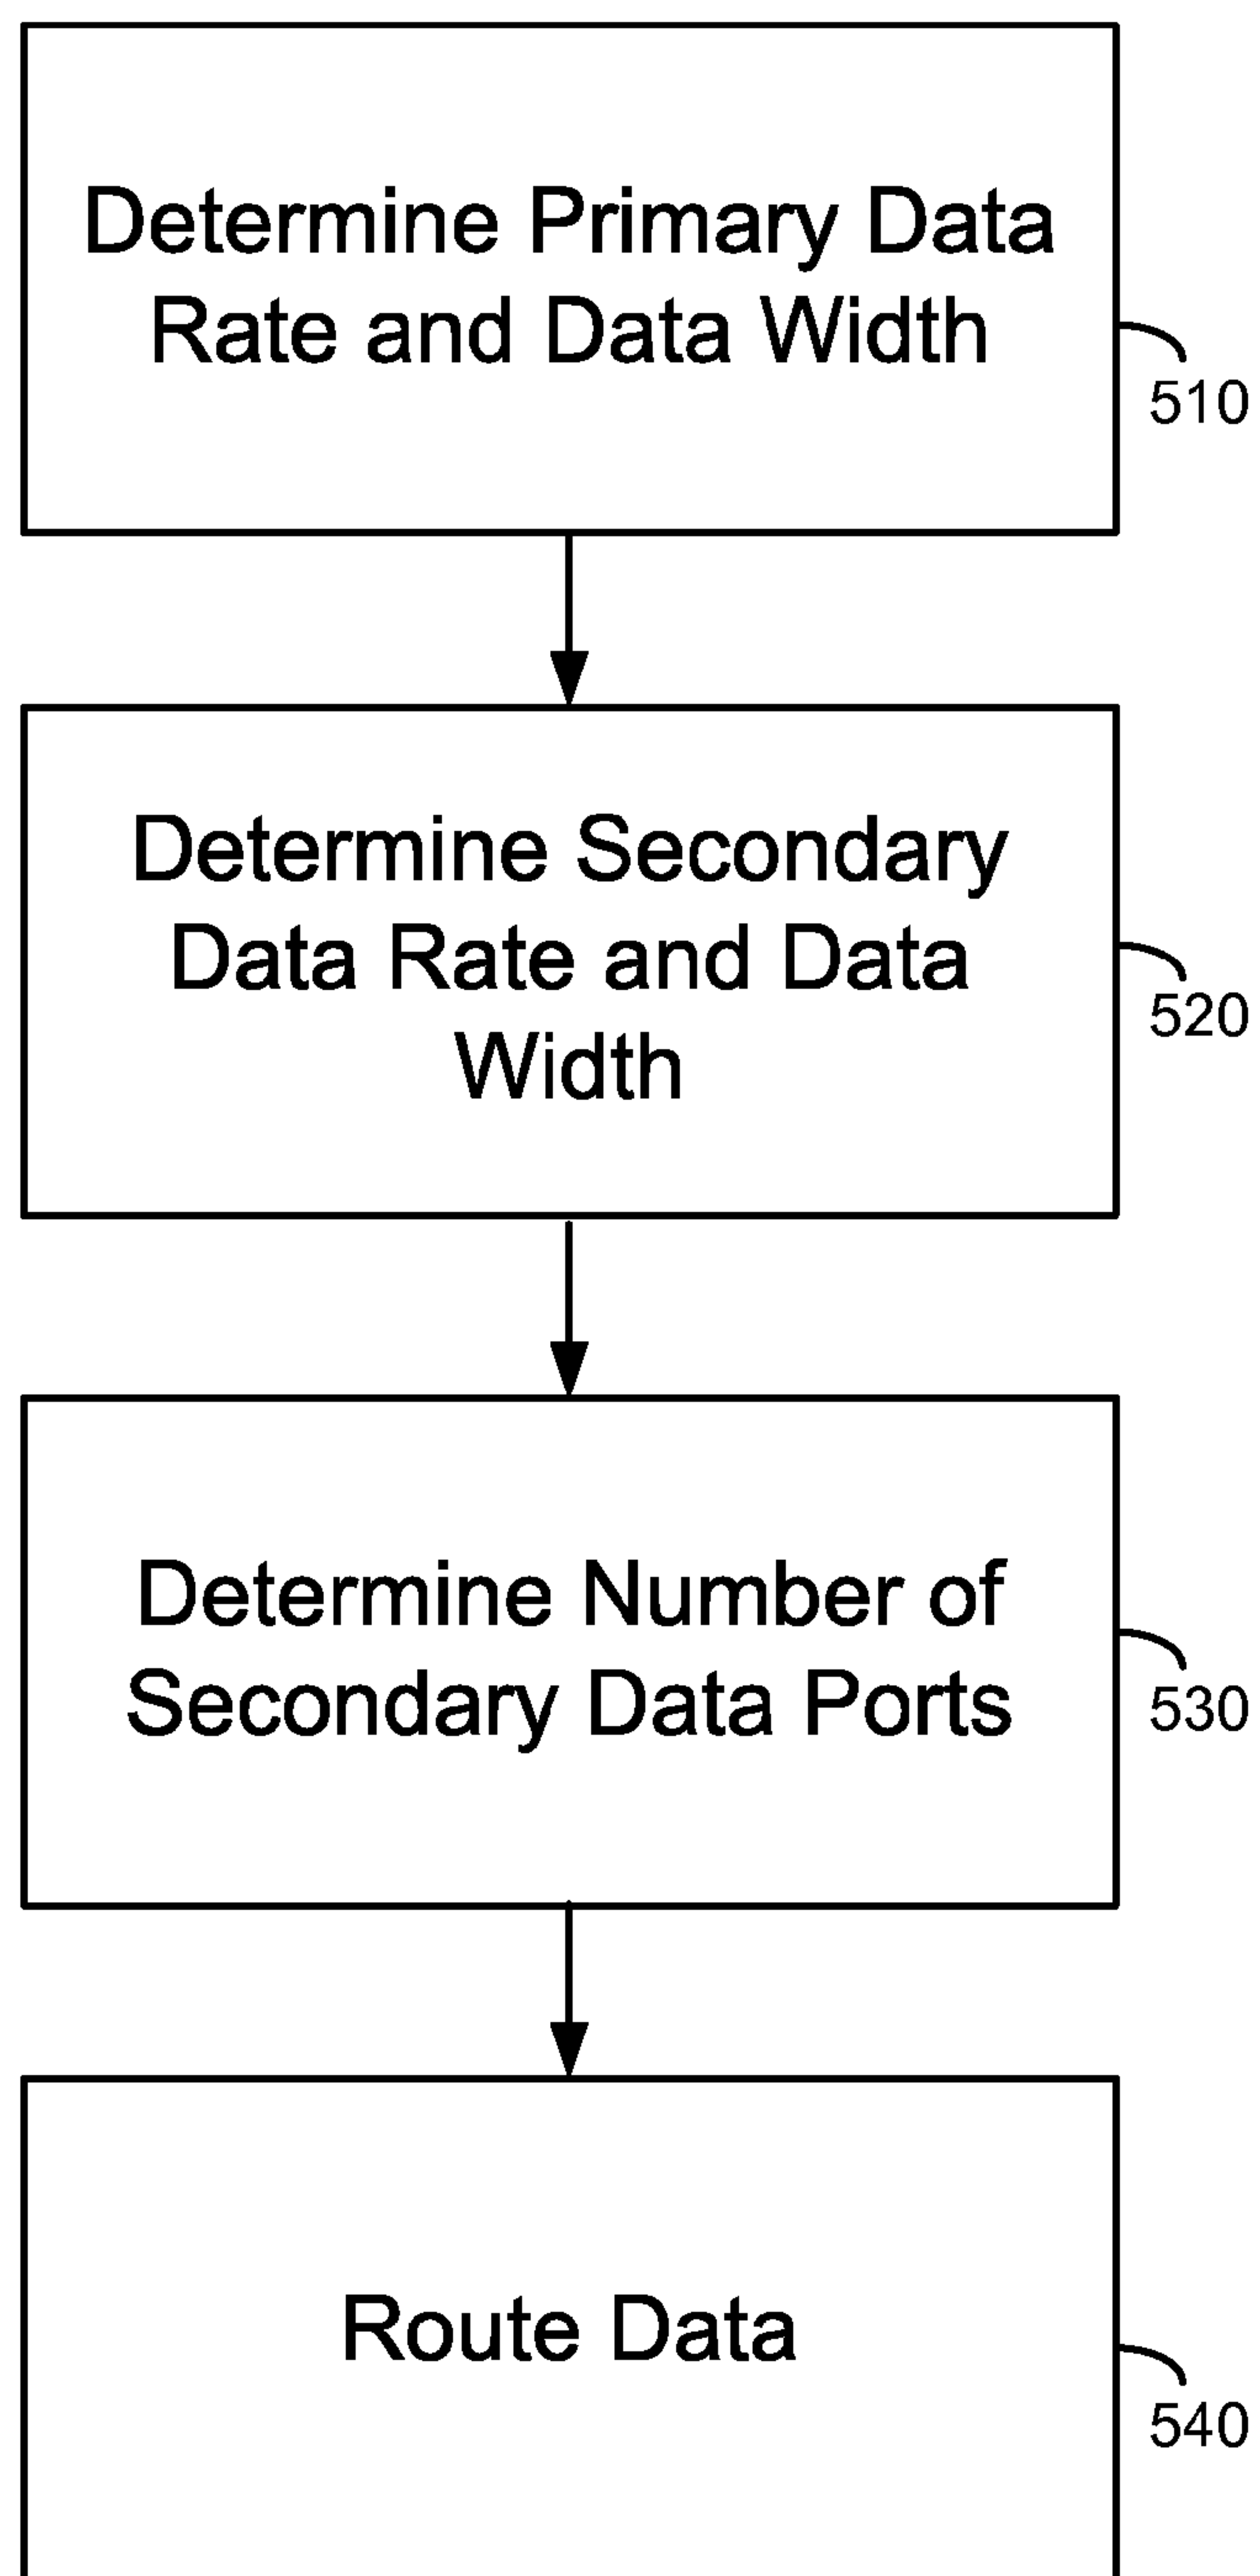 Determine Primary Data
Rate and Data Width
510
Determine Secondary
Data Rate and Data
Width
520
Determine Number of
Secondary Data Ports
530
Route Data
540